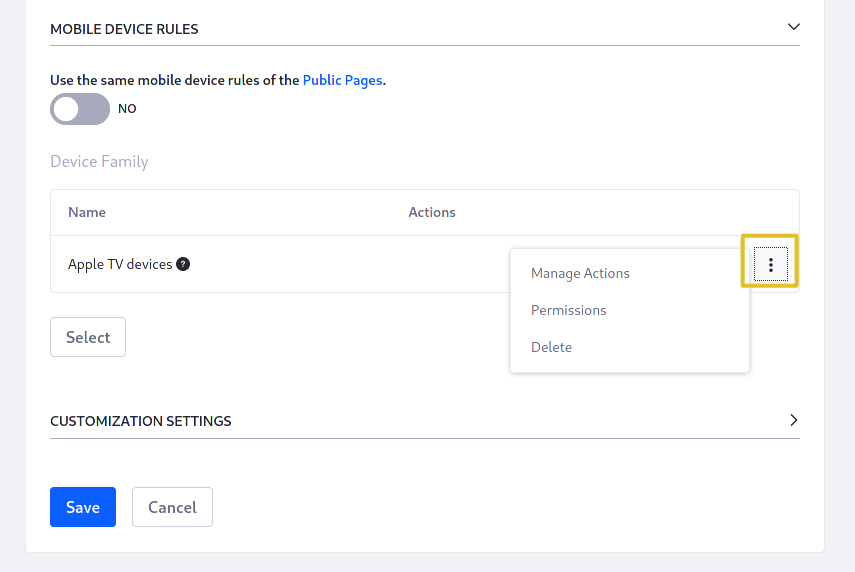 MOBILE DEVICE RULES
Use the same mobile device rules of the Public Pages.
NO
Device Family
Name Actions
Apple TV devices ?
Manage Actions
Permissions
Delete
Select
CUSTOMIZATION SETTINGS
Save Cancel